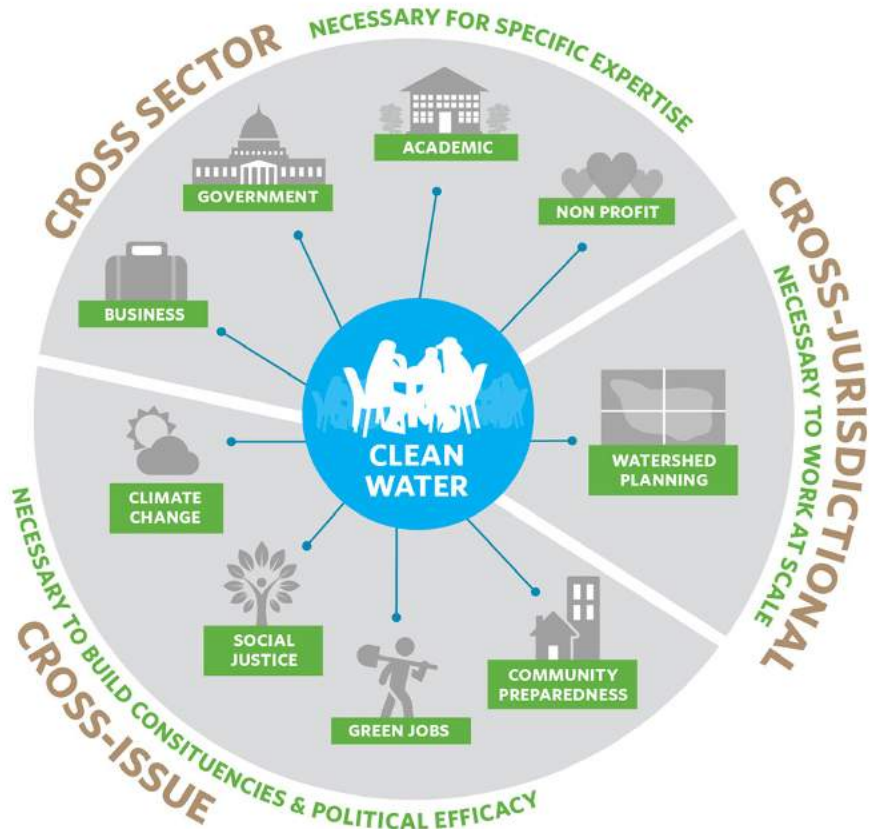 CROSS SECTOR
NECESSARY FOR SPECIFIC EXPERTISE
BUSINESS
GOVERNMENT
ACADEMIC
NON PROFIT
CROSS-JURISDICTIONAL
NECESSARY TO WORK AT SCALE
WATERSHED
PLANNING
CLEAN
WATER
CROSS-ISSUE
NECESSARY TO BUILD CONSITUENCIES & POLITICAL EFFICACY
CLIMATE
CHANGE
SOCIAL
JUSTICE
GREEN JOBS
COMMUNITY
PREPAREDNESS